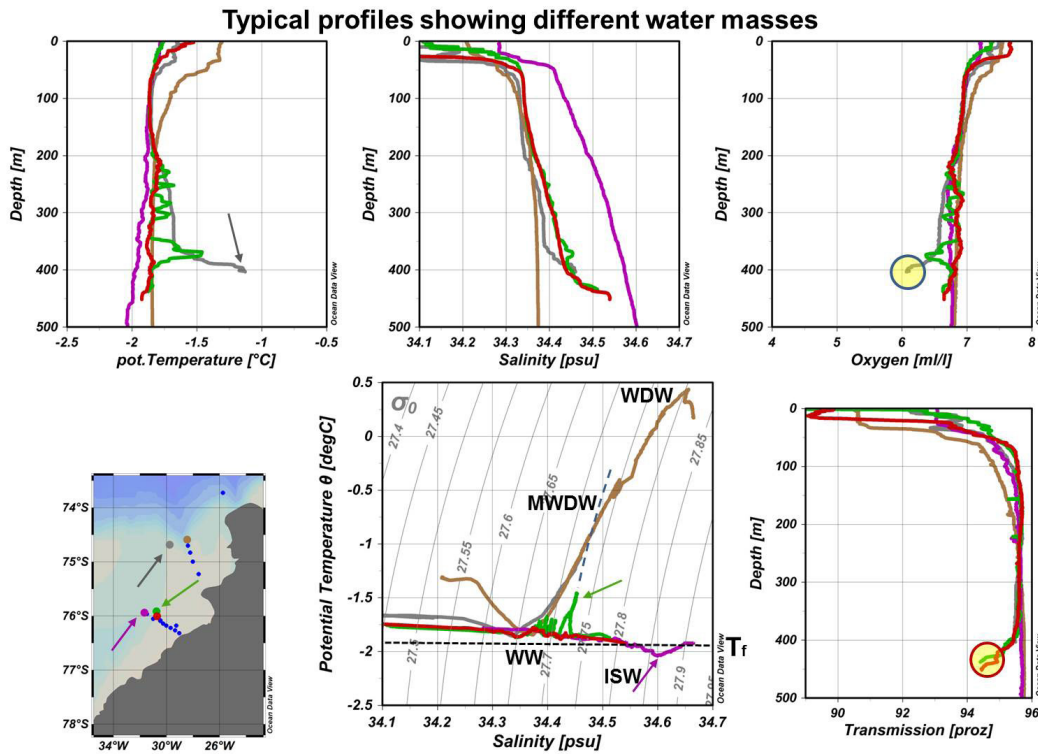 Typical profiles showing different water masses
0
100
200
300
400
500
Depth [m]
-2.5
-2
-1.5
-1
-0.5
pot.Temperature [°C]
Ocean Data View
0
100
200
300
400
500
Depth [m]
34.1
34.2
34.3
34.4
34.5
34.6
34.7
Salinity [psu]
Ocean Data View
0
100
200
300
400
500
Depth [m]
4
5
6
7
8
Oxygen [ml/l]
Ocean Data View
74°S
75°S
76°S
77°S
78°S
34°W
30°W
26°W
Ocean Data View
0.5
0
-0.5
-1
-1.5
-2
-2.5
Potential Temperature θ [degC]
σ0
27.4
27.45
27.55
27.6
27.65
27.7
27.75
27.8
27.85
27.9
WDW
MWDW
WW
ISW
Tf
34.1
34.2
34.3
34.4
34.5
34.6
34.7
Salinity [psu]
Ocean Data View
0
100
200
300
400
500
Depth [m]
90
92
94
96
Transmission [proz]
Ocean Data View